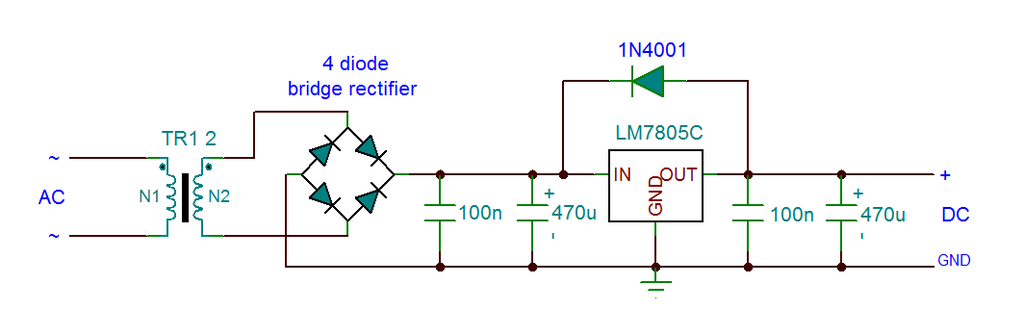 1N4001
4 diode
bridge rectifier
TR1 2
LM7805C
~
AC
~
N1
N2
IN
OUT
GND
100n
+
470u
100n
+
470u
+
DC
GND